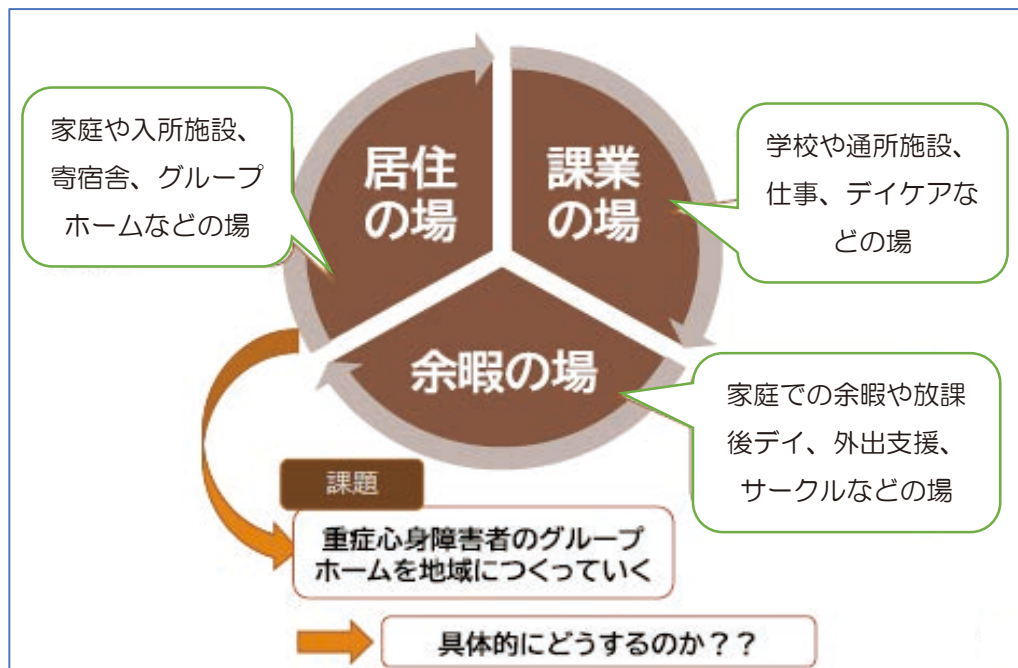 家庭や入所施設、
寄宿舎、グループ
ホームなどの場
居住
の場
課業
の場
学校や通所施設、
仕事、デイケアな
どの場
余暇の場
家庭での余暇や放課
後デイ、外出支援、
サークルなどの場
課題
重症心身障害者のグループ
ホームを地域につくっていく
具体的にどうするのか？？